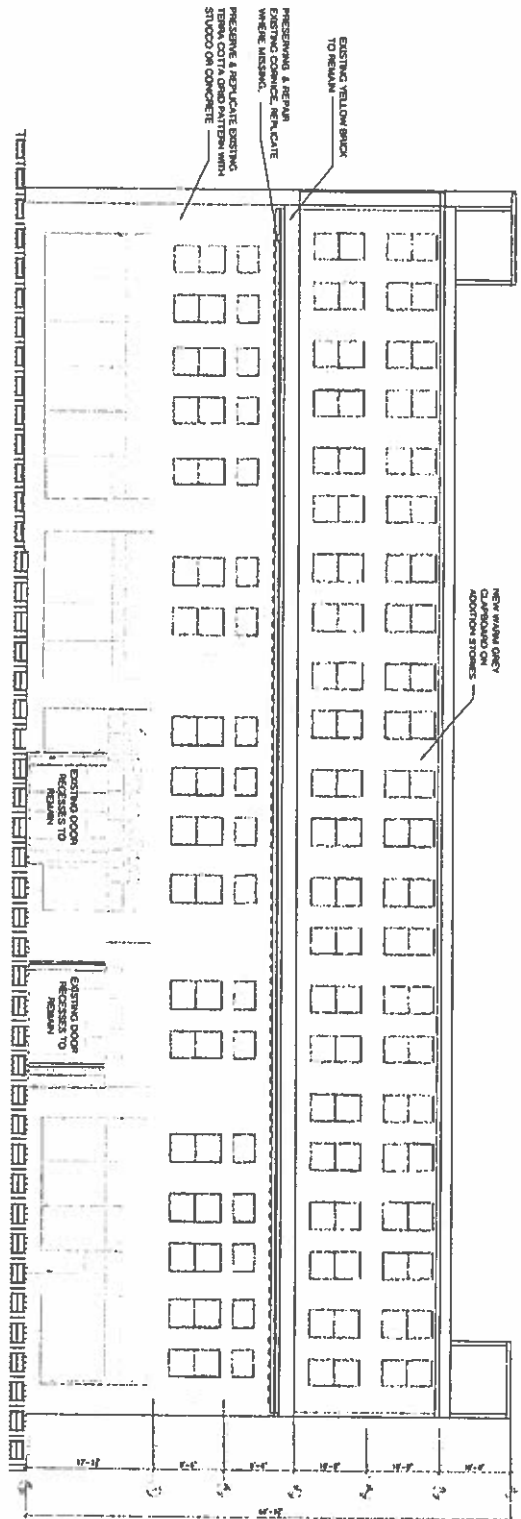 EXISTING YELLOW BRICK
TO REMAIN
PRESERVING & REPAIR
EXISTING CORNICE, REPLICATE
WHERE MISSING.
PRESERVE & REPLICATE EXISTING
TERRA COTTA GRID PATTERN WITH
STUCCO OR CONCRETE
NEW WARM GREY
CLAPBOARD ON
ADDITION STORIES
EXISTING DOOR
RECESSES TO
REMAIN
EXISTING DOOR
RECESSES TO
REMAIN